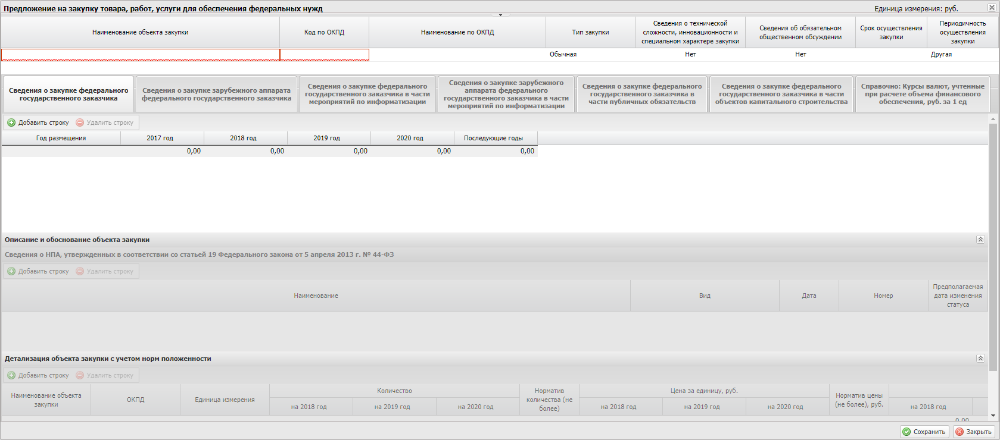 Предложение на закупку товара, работ, услуги для обеспечения федеральных нужд
Единица измерения: руб.
Наименование объекта закупки
Код по ОКПД
Наименование по ОКПД
Тип закупки
Сведения о технической
сложности, инновационности и
специальном характере закупки
Сведения об обязательном
общественном обсуждении
Срок осуществления
закупки
Периодичность
осуществления
закупки
Обычная
Нет
Нет
Другая
Сведения о закупке федерального
государственного заказчика
Сведения о закупке зарубежного аппарата
федерального государственного заказчика
Сведения о закупке федерального
государственного заказчика в части
мероприятий по информатизации
Сведения о закупке зарубежного
аппарата федерального
государственного заказчика в части
мероприятий по информатизации
Сведения о закупке федерального
государственного заказчика в
части публичных обязательств
Сведения о закупке федерального
государственного заказчика в части
объектов капитального строительства
Справочно: Курсы валют, учтенные
при расчете объема финансового
обеспечения, руб. за 1 ед
Добавить строку
Удалить строку
Год размещения
2017 год
2018 год
2019 год
2020 год
Последующие годы
0,00
0,00
0,00
0,00
0,00
Описание и обоснование объекта закупки
Сведения о НПА, утвержденных в соответствии со статьей 19 Федерального закона от 5 апреля 2013 г. № 44-ФЗ
Добавить строку
Удалить строку
Наименование
Вид
Дата
Номер
Предполагаемая
дата изменения
статуса
Детализация объекта закупки с учетом норм положенности
Добавить строку
Удалить строку
Наименование объекта
закупки
ОКПД
Единица измерения
Количество
на 2018 год
на 2019 год
на 2020 год
Норматив
количества (не
более)
Цена за единицу, руб.
на 2018 год
на 2019 год
на 2020 год
Норматив цены
(не более), руб.
на 2018 год
0,00
Сохранить
Закрыть